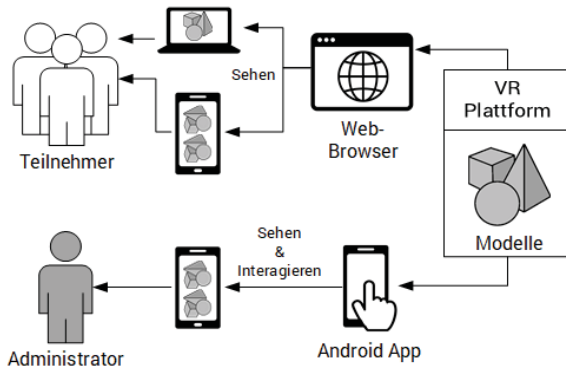 Sehen
Teilnehmer
Web-
Browser
VR
Plattform
Modelle
Sehen
&
Interagieren
Administrator
Android App